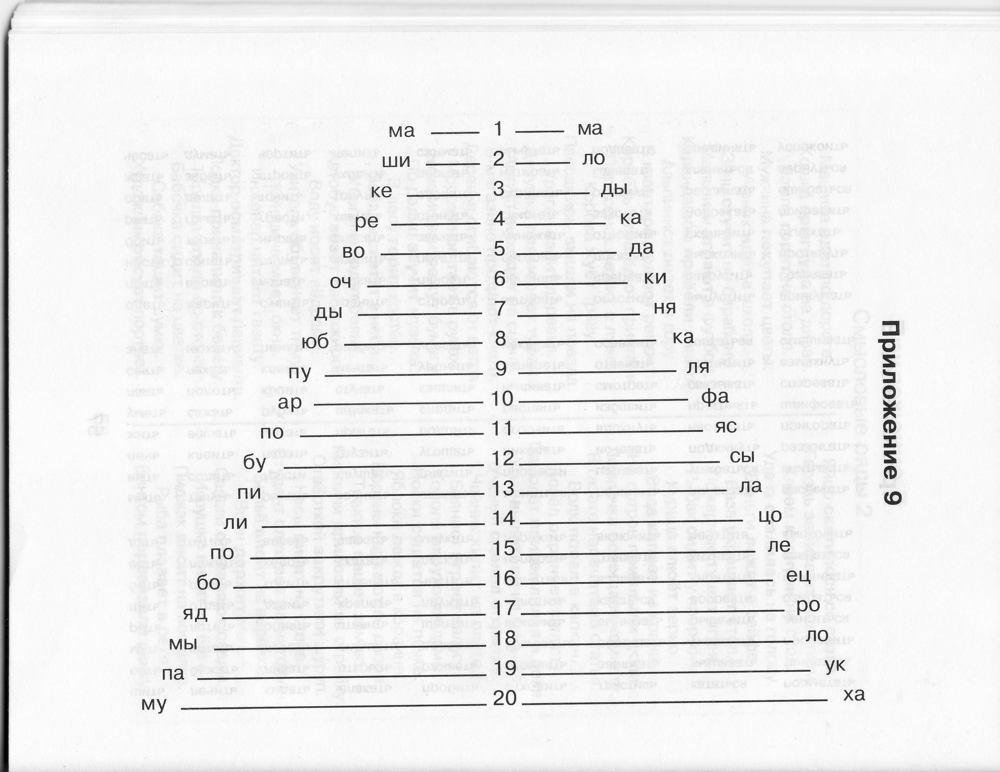 Приложение 9
ма 1 ма
ши 2 ло
ке 3 ды
ре 4 ка
во 5 да
оч 6 ки
ды 7 ня
юб 8 ка
пу 9 ля
ар 10 фа
по 11 яс
бу 12 сы
пи 13 ла
ли 14 цо
по 15 ле
бо 16 ец
яд 17 ро
мы 18 ло
па 19 ук
му 20 ха